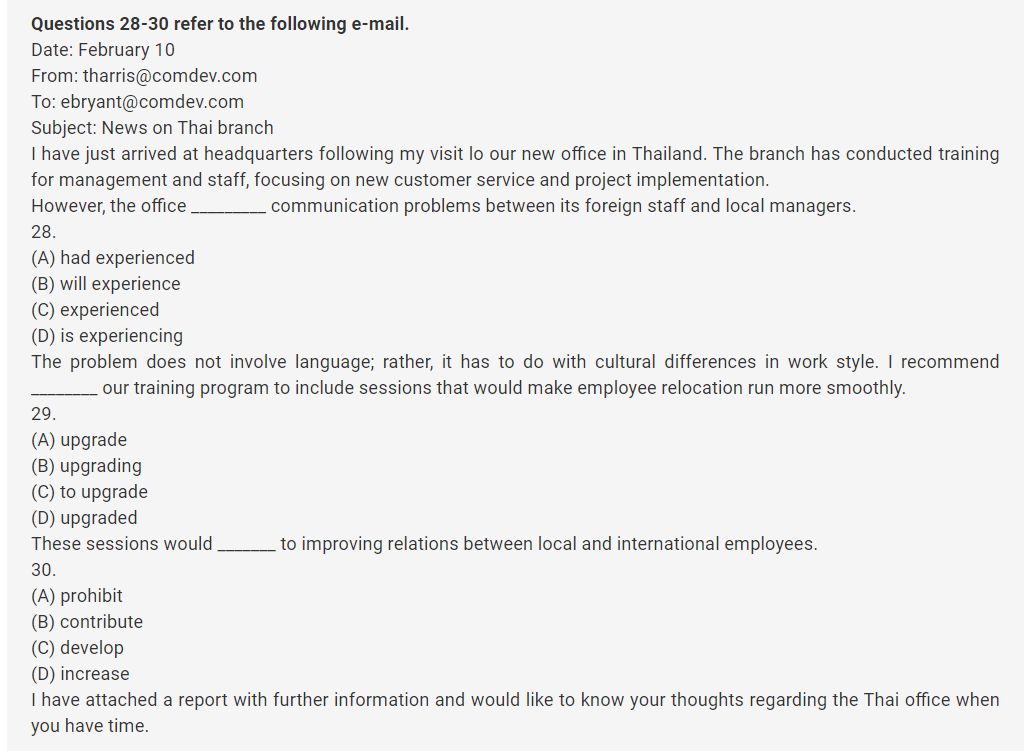 Questions 28-30 refer to the following e-mail.
Date: February 10
From: tharris@comdev.com
To: ebryant@comdev.com
Subject: News on Thai branch
I have just arrived at headquarters following my visit lo our new office in Thailand. The branch has conducted training
for management and staff, focusing on new customer service and project implementation.
However, the office _________ communication problems between its foreign staff and local managers.
28.
(A) had experienced
(B) will experience
(C) experienced
(D) is experiencing
The problem does not involve language; rather, it has to do with cultural differences in work style. I recommend
________ our training program to include sessions that would make employee relocation run more smoothly.
29.
(A) upgrade
(B) upgrading
(C) to upgrade
(D) upgraded
These sessions would _______ to improving relations between local and international employees.
30.
(A) prohibit
(B) contribute
(C) develop
(D) increase
I have attached a report with further information and would like to know your thoughts regarding the Thai office when
you have time.